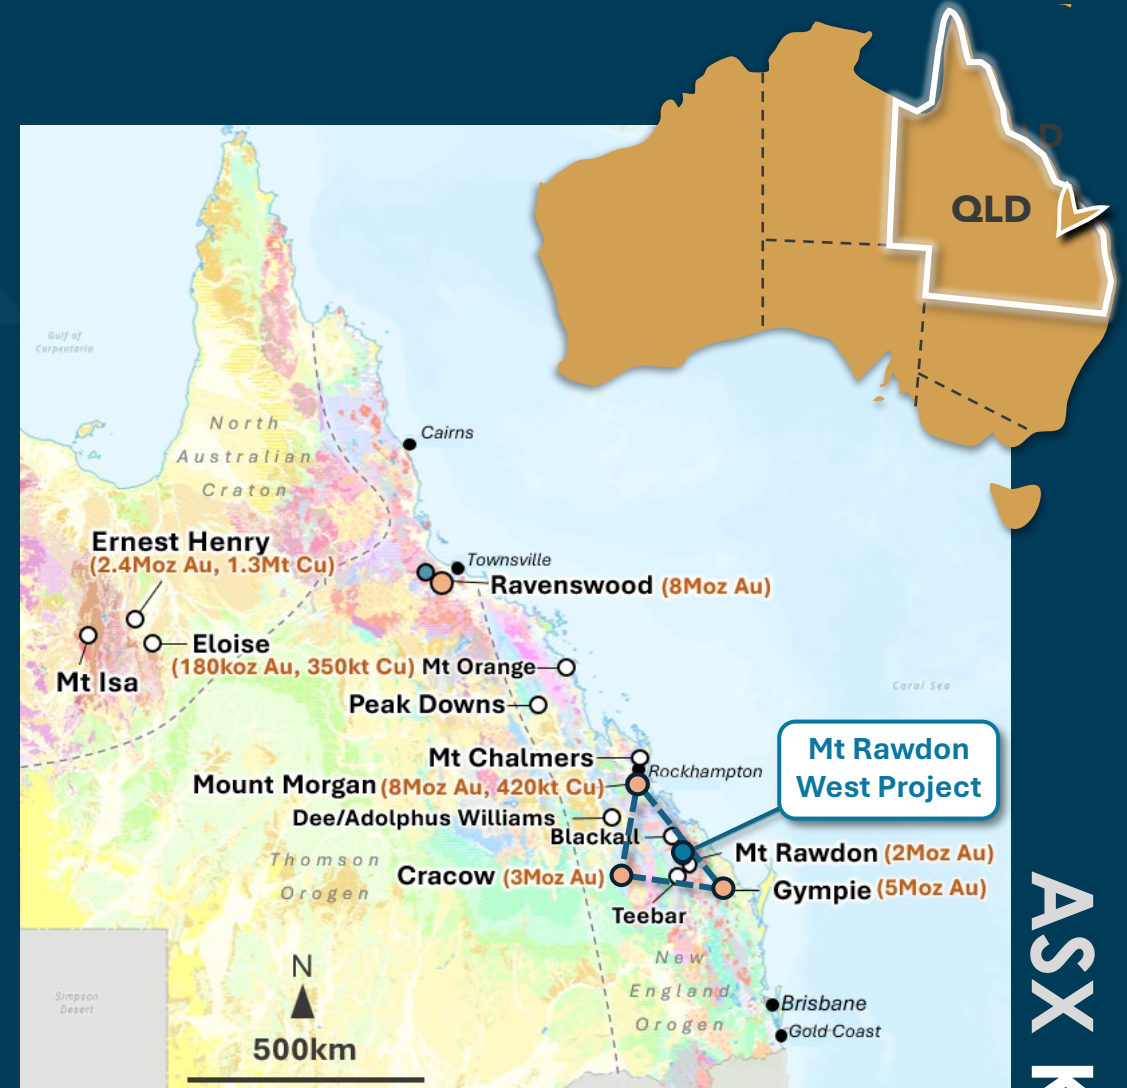 QLD
LD
Gulf of
Carpentaria
North
Australian
Craton
Cairns
Ernest Henry
(2.4Moz Au, 1.3Mt Cu)
Townsville
Ravenswood (8Moz Au)
Eloise
(180koz Au, 350kt Cu)
Mt Orange
Mt Isa
Coral Sea
Peak Downs
Mt Rawdon
West Project
Mt Chalmers
Rockhampton
Mount Morgan (8Moz Au, 420kt Cu)
Dee/Adolphus Williams
Blackall
Mt Rawdon (2Moz Au)
Thomson
Orogen
Cracow (3Moz Au)
Gympie (5Moz Au)
Teebar
New
England
Orogen
Simpson
Desert
N
500km
Brisbane
Gold Coast
ASX